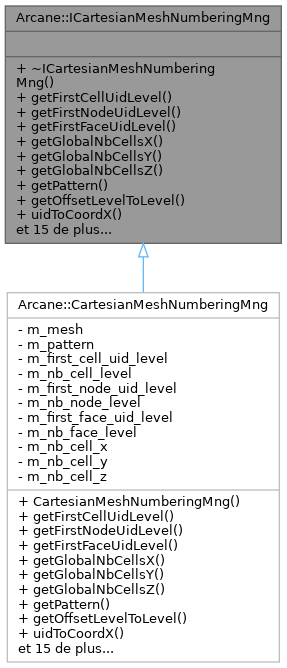 Arcane::ICartesianMeshNumberingMng
+ ~ICartesianMeshNumbering
Mng()
+ getFirstCellUidLevel()
+ getFirstNodeUidLevel()
+ getFirstFaceUidLevel()
+ getGlobalNbCellsX()
+ getGlobalNbCellsY()
+ getGlobalNbCellsZ()
+ getPattern()
+ getOffsetLevelToLevel()
+ uidToCoordX()
et 15 de plus...
Arcane::CartesianMeshNumberingMng
- m_mesh
- m_pattern
- m_first_cell_uid_level
- m_nb_cell_level
- m_first_node_uid_level
- m_nb_node_level
- m_first_face_uid_level
- m_nb_face_level
- m_nb_cell_x
- m_nb_cell_y
- m_nb_cell_z
+ CartesianMeshNumberingMng()
+ getFirstCellUidLevel()
+ getFirstNodeUidLevel()
+ getFirstFaceUidLevel()
+ getGlobalNbCellsX()
+ getGlobalNbCellsY()
+ getGlobalNbCellsZ()
+ getPattern()
+ getOffsetLevelToLevel()
+ uidToCoordX()
et 15 de plus...